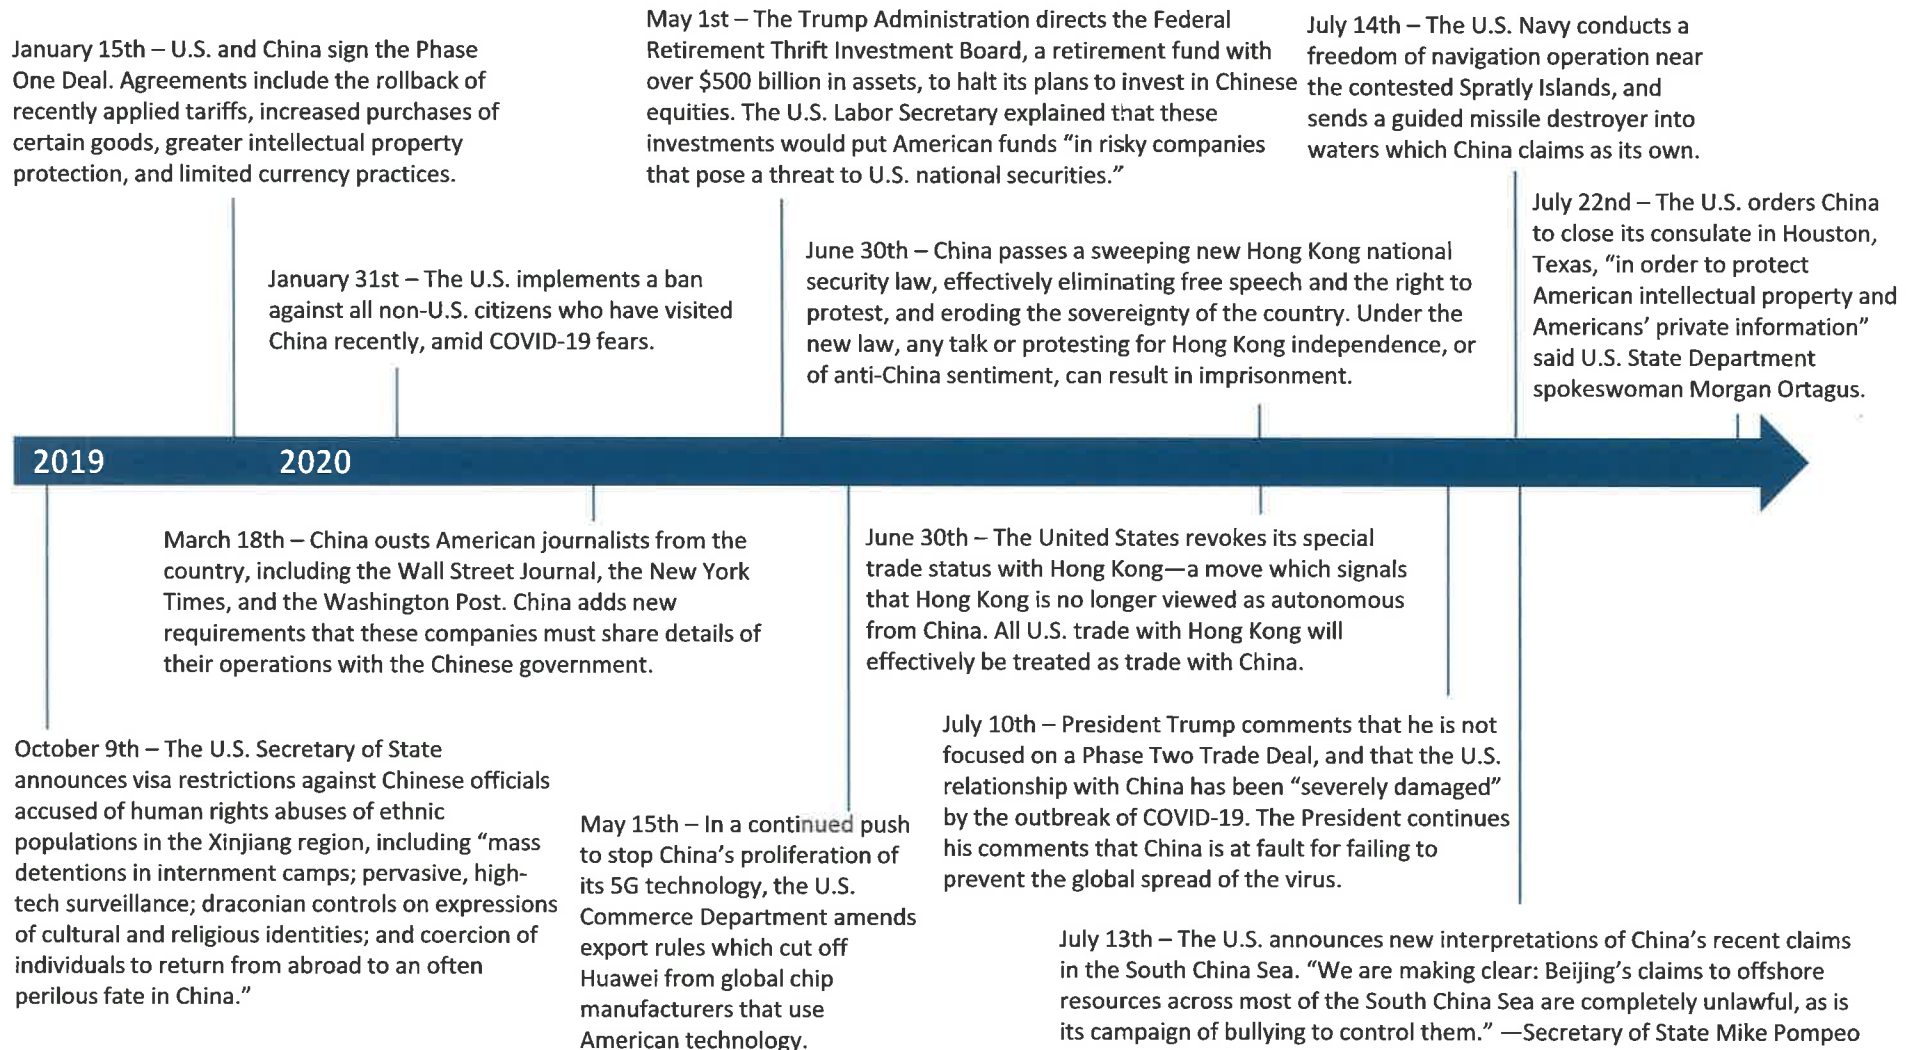 January 15th – U.S. and China sign the Phase
One Deal. Agreements include the rollback of
recently applied tariffs, increased purchases of
certain goods, greater intellectual property
protection, and limited currency practices.
May 1st – The Trump Administration directs the Federal
Retirement Thrift Investment Board, a retirement fund with
over $500 billion in assets, to halt its plans to invest in Chinese
equities. The U.S. Labor Secretary explained that these
investments would put American funds “in risky companies
that pose a threat to U.S. national securities.”
July 14th – The U.S. Navy conducts a
freedom of navigation operation near
the contested Spratly Islands, and
sends a guided missile destroyer into
waters which China claims as its own.
January 31st – The U.S. implements a ban
against all non-U.S. citizens who have visited
China recently, amid COVID-19 fears.
June 30th – China passes a sweeping new Hong Kong national
security law, effectively eliminating free speech and the right to
protest, and eroding the sovereignty of the country. Under the
new law, any talk or protesting for Hong Kong independence, or
of anti-China sentiment, can result in imprisonment.
July 22nd – The U.S. orders China
to close its consulate in Houston,
Texas, “in order to protect
American intellectual property and
Americans’ private information”
said U.S. State Department
spokeswoman Morgan Ortagus.
2019
2020
March 18th – China ousts American journalists from the
country, including the Wall Street Journal, the New York
Times, and the Washington Post. China adds new
requirements that these companies must share details of
their operations with the Chinese government.
June 30th – The United States revokes its special
trade status with Hong Kong—a move which signals
that Hong Kong is no longer viewed as autonomous
from China. All U.S. trade with Hong Kong will
effectively be treated as trade with China.
October 9th – The U.S. Secretary of State
announces visa restrictions against Chinese officials
accused of human rights abuses of ethnic
populations in the Xinjiang region, including “mass
detentions in internment camps; pervasive, high-
tech surveillance; draconian controls on expressions
of cultural and religious identities; and coercion of
individuals to return from abroad to an often
perilous fate in China.”
May 15th – In a continued push
to stop China’s proliferation of
its 5G technology, the U.S.
Commerce Department amends
export rules which cut off
Huawei from global chip
manufacturers that use
American technology.
July 10th – President Trump comments that he is not
focused on a Phase Two Trade Deal, and that the U.S.
relationship with China has been “severely damaged”
by the outbreak of COVID-19. The President continues
his comments that China is at fault for failing to
prevent the global spread of the virus.
July 13th – The U.S. announces new interpretations of China’s recent claims
in the South China Sea. “We are making clear: Beijing’s claims to offshore
resources across most of the South China Sea are completely unlawful, as is
its campaign of bullying to control them.” —Secretary of State Mike Pompeo